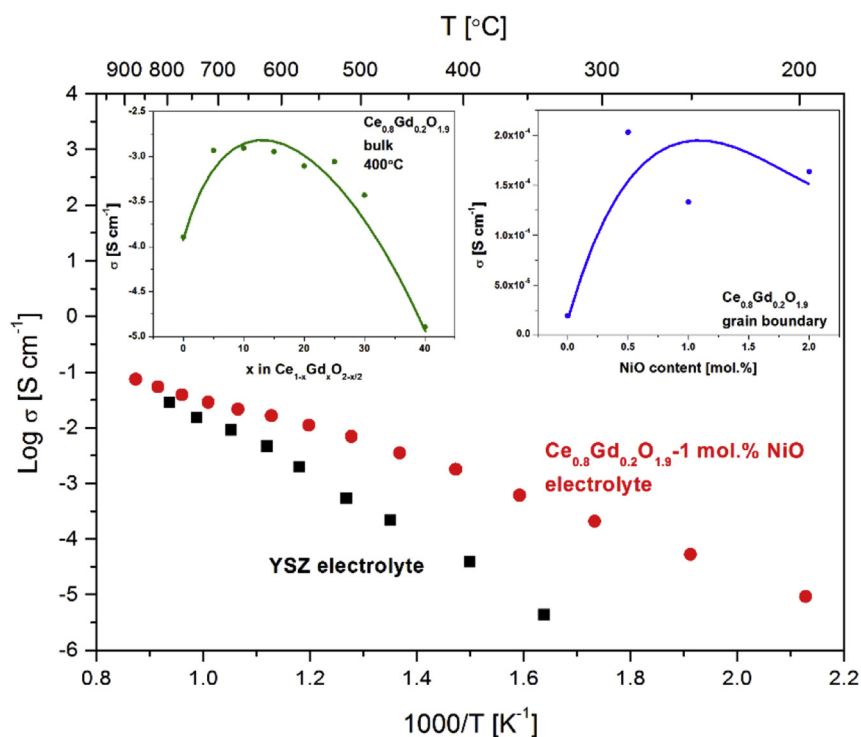 T [°C]
900 800 700 600 500 400 300 200
4
3
2
1
0
-1
-2
-3
-4
-5
-6
Log σ [S cm⁻¹]
-2.5
-3.0
-3.5
-4.0
-4.5
-5.0
σ [S cm⁻¹]
Ce₀.₈Gd₀.₂O₁.₉
bulk
400°C
0 10 20 30 40
x in Ce₁₋ₓGdₓO₂₋ₓ/₂
2.0x10⁻⁴
1.5x10⁻⁴
1.0x10⁻⁴
5.0x10⁻⁵
0.0
σ [S cm⁻¹]
Ce₀.₈Gd₀.₂O₁.₉
grain boundary
0.0 0.5 1.0 1.5 2.0
NiO content [mol.%]
Ce₀.₈Gd₀.₂O₁.₉-1 mol.% NiO
electrolyte
YSZ electrolyte
0.8 1.0 1.2 1.4 1.6 1.8 2.0 2.2
1000/T [K⁻¹]